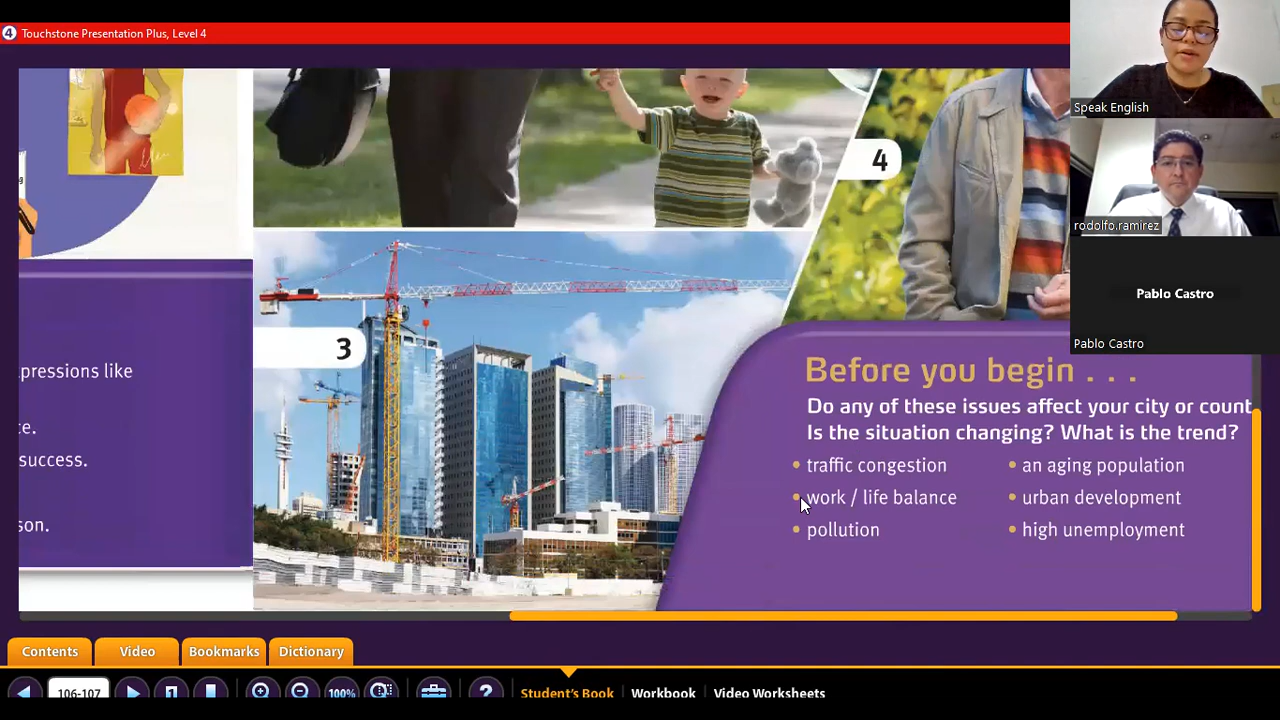 4 Touchstone Presentation Plus, Level 4
Speak English
rodolfo.ramirez
Pablo Castro
Pablo Castro
4
3
pressions like
e.
success.
son.
Before you begin . . .
Do any of these issues affect your city or count
Is the situation changing? What is the trend?
• traffic congestion
• work / life balance
• pollution
• an aging population
• urban development
• high unemployment
Contents
Video
Bookmarks
Dictionary
106-107
1
100%
?
Student's Book
Workbook
Video Worksheets